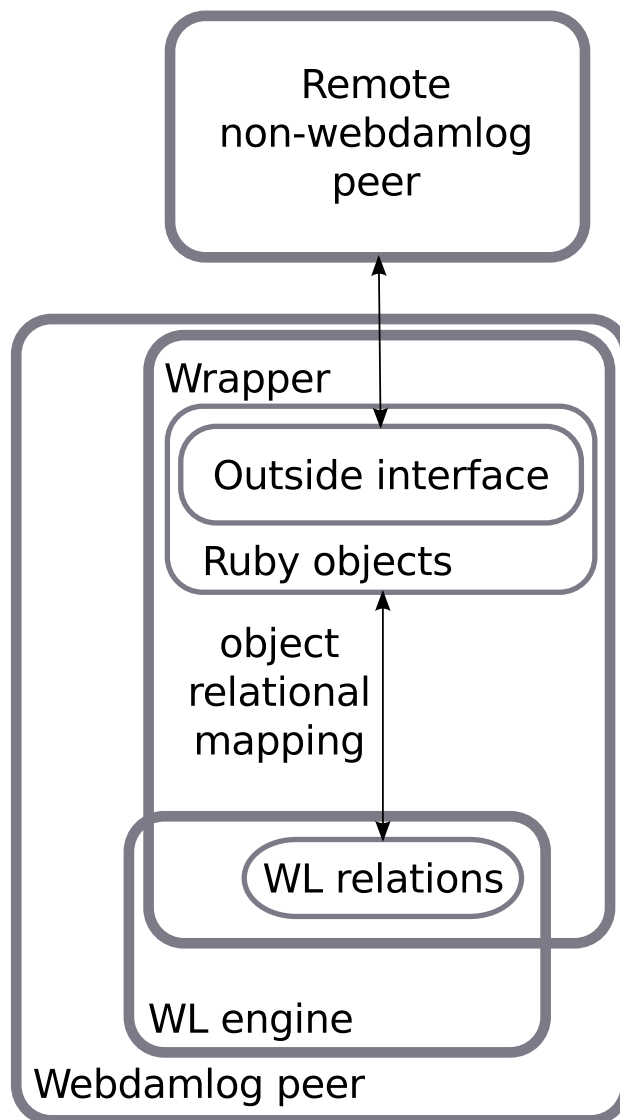 Remote
non-webdamlog
peer
Wrapper
Outside interface
Ruby objects
object
relational
mapping
WL relations
WL engine
Webdamlog peer